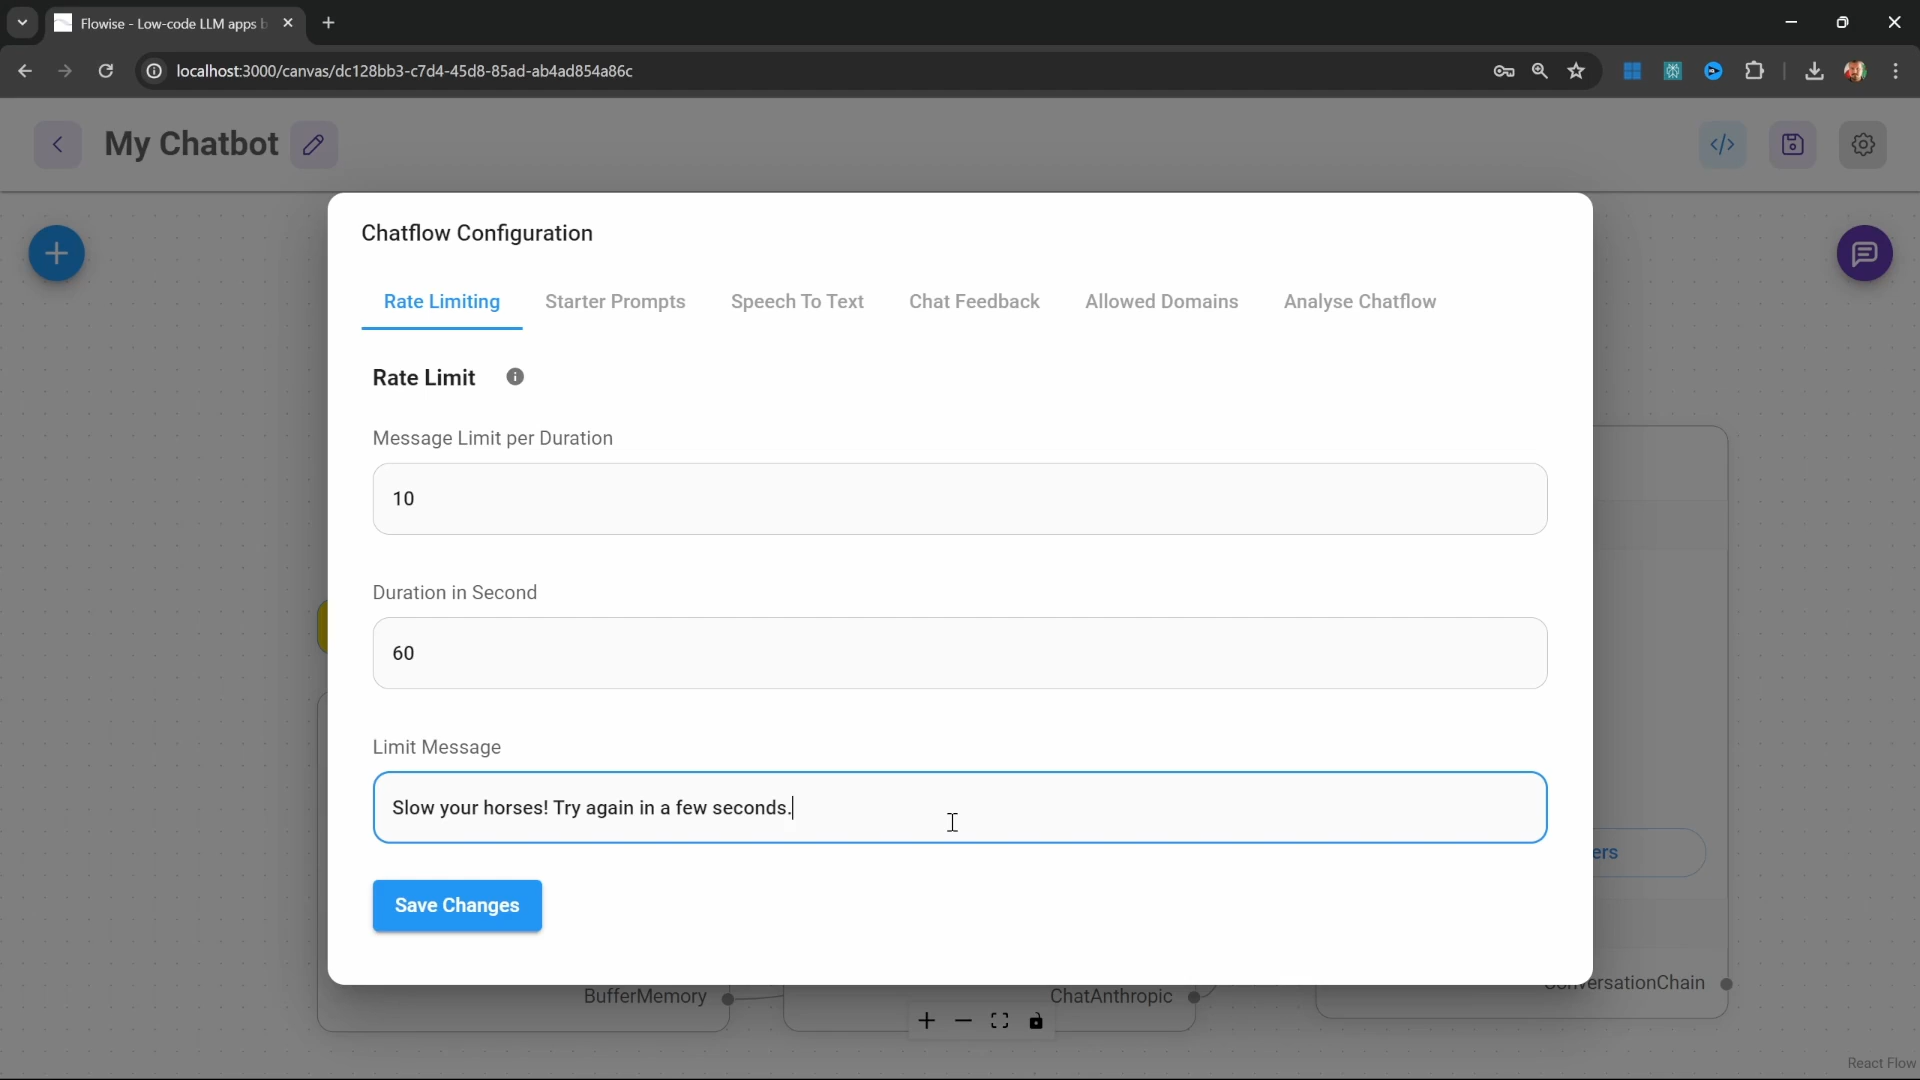 Flowise - Low-code LLM apps b
localhost:3000/canvas/dc128bb3-c7d4-45d8-85ad-ab4ad854a86c
My Chatbot
Chatflow Configuration
Rate Limiting Starter Prompts Speech To Text Chat Feedback Allowed Domains Analyse Chatflow
Rate Limit
Message Limit per Duration
10
Duration in Second
60
Limit Message
Slow your horses! Try again in a few seconds.
ers
Save Changes
BufferMemory ChatAnthropic versationChain
React Flow